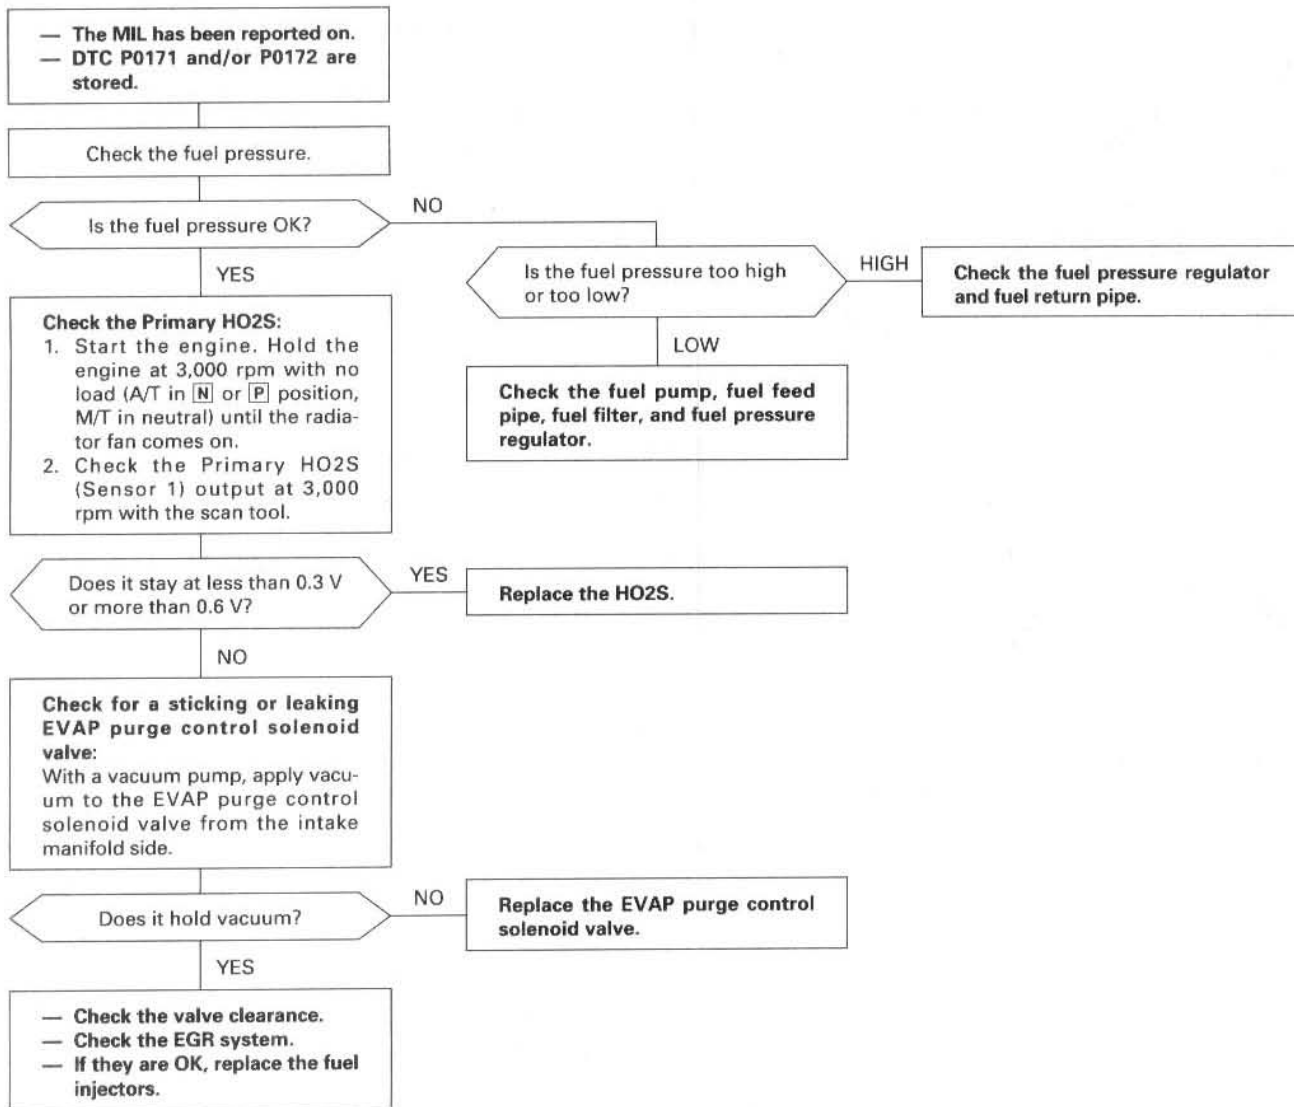 — The MIL has been reported on.
— DTC P0171 and/or P0172 are
stored.
Check the fuel pressure.
Is the fuel pressure OK?
NO
YES
Is the fuel pressure too high
or too low?
HIGH
Check the fuel pressure regulator
and fuel return pipe.
LOW
Check the fuel pump, fuel feed
pipe, fuel filter, and fuel pressure
regulator.
Check the Primary HO2S:
1. Start the engine. Hold the
engine at 3,000 rpm with no
load (A/T in N or P position,
M/T in neutral) until the radia-
tor fan comes on.
2. Check the Primary HO2S
(Sensor 1) output at 3,000
rpm with the scan tool.
Does it stay at less than 0.3 V
or more than 0.6 V?
YES
Replace the HO2S.
NO
Check for a sticking or leaking
EVAP purge control solenoid
valve:
With a vacuum pump, apply vacu-
um to the EVAP purge control
solenoid valve from the intake
manifold side.
Does it hold vacuum?
NO
Replace the EVAP purge control
solenoid valve.
YES
— Check the valve clearance.
— Check the EGR system.
— If they are OK, replace the fuel
injectors.